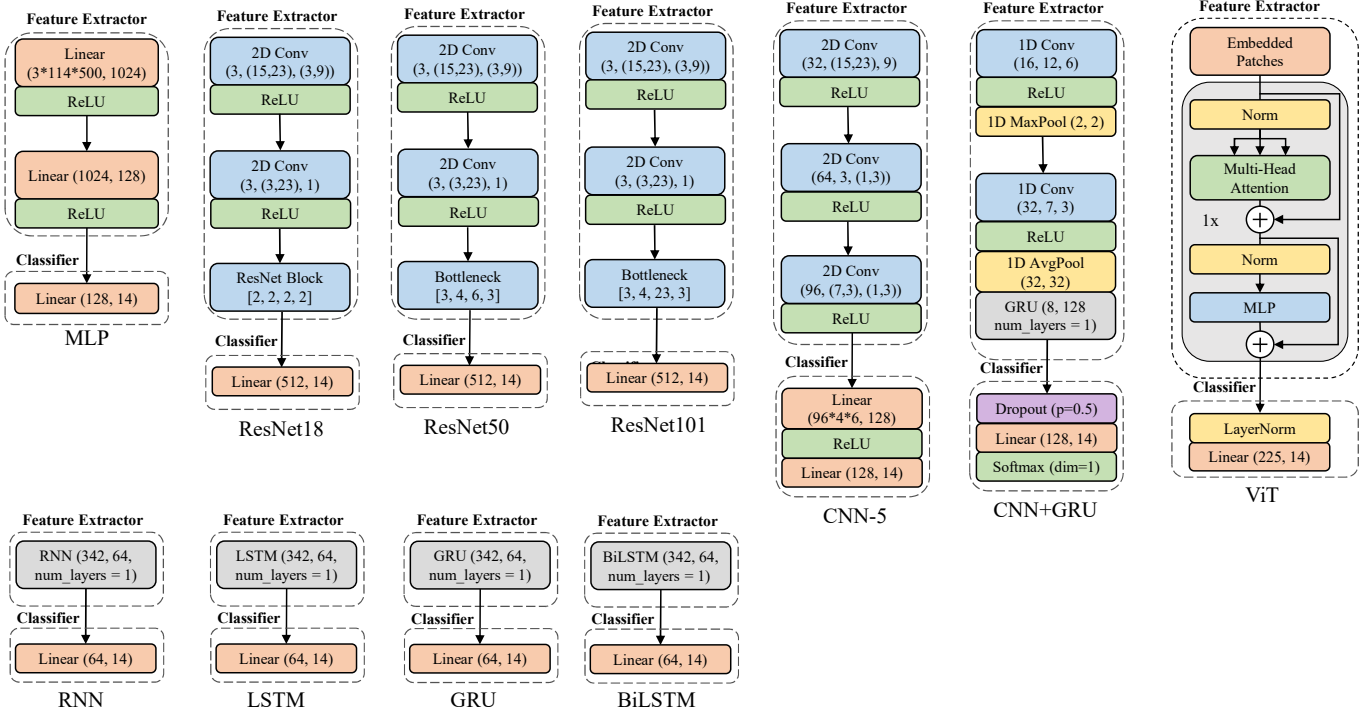 Feature Extractor
Linear
(3*114*500, 1024)
ReLU
Linear (1024, 128)
ReLU
Classifier
Linear (128, 14)
MLP
Feature Extractor
2D Conv
(3, (15,23), (3,9))
ReLU
2D Conv
(3, (3,23), 1)
ReLU
ResNet Block
[2, 2, 2, 2]
Classifier
Linear (512, 14)
ResNet18
Feature Extractor
2D Conv
(3, (15,23), (3,9))
ReLU
2D Conv
(3, (3,23), 1)
ReLU
Bottleneck
[3, 4, 6, 3]
Classifier
Linear (512, 14)
ResNet50
Feature Extractor
2D Conv
(3, (15,23), (3,9))
ReLU
2D Conv
(3, (3,23), 1)
ReLU
Bottleneck
[3, 4, 23, 3]
Classifier
Linear (512, 14)
ResNet101
Feature Extractor
2D Conv
(32, (15,23), 9)
ReLU
2D Conv
(64, 3, (1,3))
ReLU
2D Conv
(96, (7,3), (1,3))
ReLU
Classifier
Linear
(96*4*6, 128)
ReLU
Linear (128, 14)
CNN-5
Feature Extractor
1D Conv
(16, 12, 6)
ReLU
1D MaxPool (2, 2)
1D Conv
(32, 7, 3)
ReLU
1D AvgPool
(32, 32)
GRU (8, 128
num_layers = 1)
Classifier
Dropout (p=0.5)
Linear (128, 14)
Softmax (dim=1)
CNN+GRU
Feature Extractor
Embedded
Patches
Norm
Multi-Head
Attention
1x
Norm
MLP
Classifier
LayerNorm
Linear (225, 14)
ViT
Feature Extractor
RNN (342, 64,
num_layers = 1)
Classifier
Linear (64, 14)
RNN
Feature Extractor
LSTM (342, 64,
num_layers = 1)
Classifier
Linear (64, 14)
LSTM
Feature Extractor
GRU (342, 64,
num_layers = 1)
Classifier
Linear (64, 14)
GRU
Feature Extractor
BiLSTM (342, 64,
num_layers = 1)
Classifier
Linear (64, 14)
BiLSTM